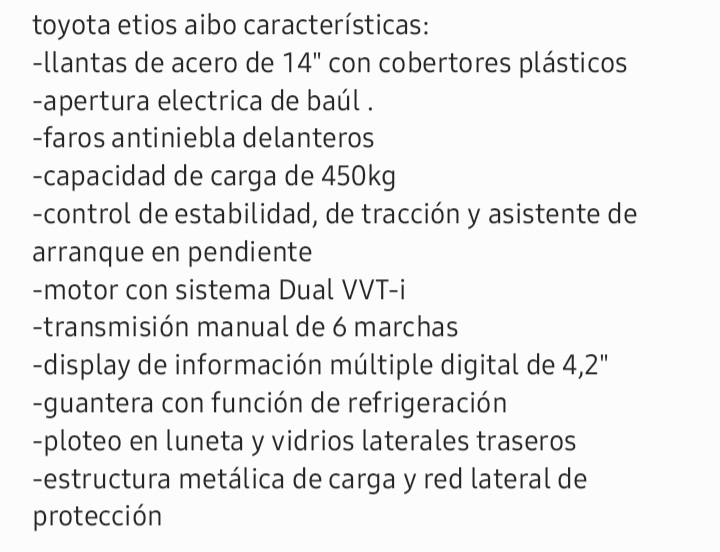 toyota etios aibo características:
-llantas de acero de 14" con cobertores plásticos
-apertura electrica de baúl .
-faros antiniebla delanteros
-capacidad de carga de 450kg
-control de estabilidad, de tracción y asistente de
arranque en pendiente
-motor con sistema Dual VVT-i
-transmisión manual de 6 marchas
-display de información múltiple digital de 4,2"
-guantera con función de refrigeración
-ploteo en luneta y vidrios laterales traseros
-estructura metálica de carga y red lateral de
protección